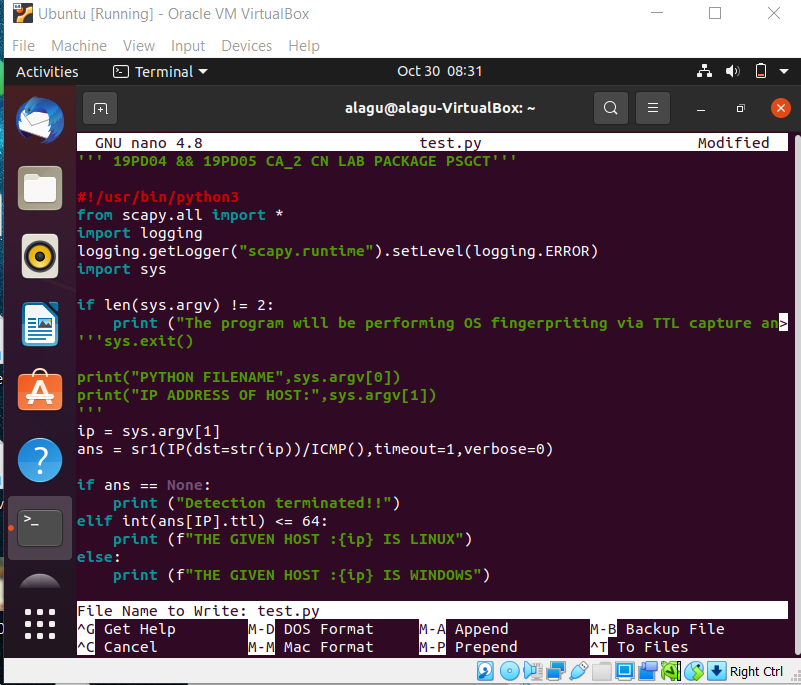 Ubuntu [Running] - Oracle VM VirtualBox
File Machine View Input Devices Help
Activities Terminal Oct 30 08:31
alagu@alagu-VirtualBox: ~
GNU nano 4.8 test.py Modified
''' 19PD04 && 19PD05 CA_2 CN LAB PACKAGE PSGCT'''
#!/usr/bin/python3
from scapy.all import *
import logging
logging.getLogger("scapy.runtime").setLevel(logging.ERROR)
import sys
if len(sys.argv) != 2:
    print ("The program will be performing OS fingerpriting via TTL capture an>
'''sys.exit()
print("PYTHON FILENAME",sys.argv[0])
print("IP ADDRESS OF HOST:",sys.argv[1])
'''
ip = sys.argv[1]
ans = sr1(IP(dst=str(ip))/ICMP(),timeout=1,verbose=0)
if ans == None:
    print ("Detection terminated!!")
elif int(ans[IP].ttl) <= 64:
    print (f"THE GIVEN HOST :{ip} IS LINUX")
else:
    print (f"THE GIVEN HOST :{ip} IS WINDOWS")
File Name to Write: test.py
^G Get Help M-D DOS Format M-A Append M-B Backup File
^C Cancel M-M Mac Format M-P Prepend ^T To Files
Right Ctrl